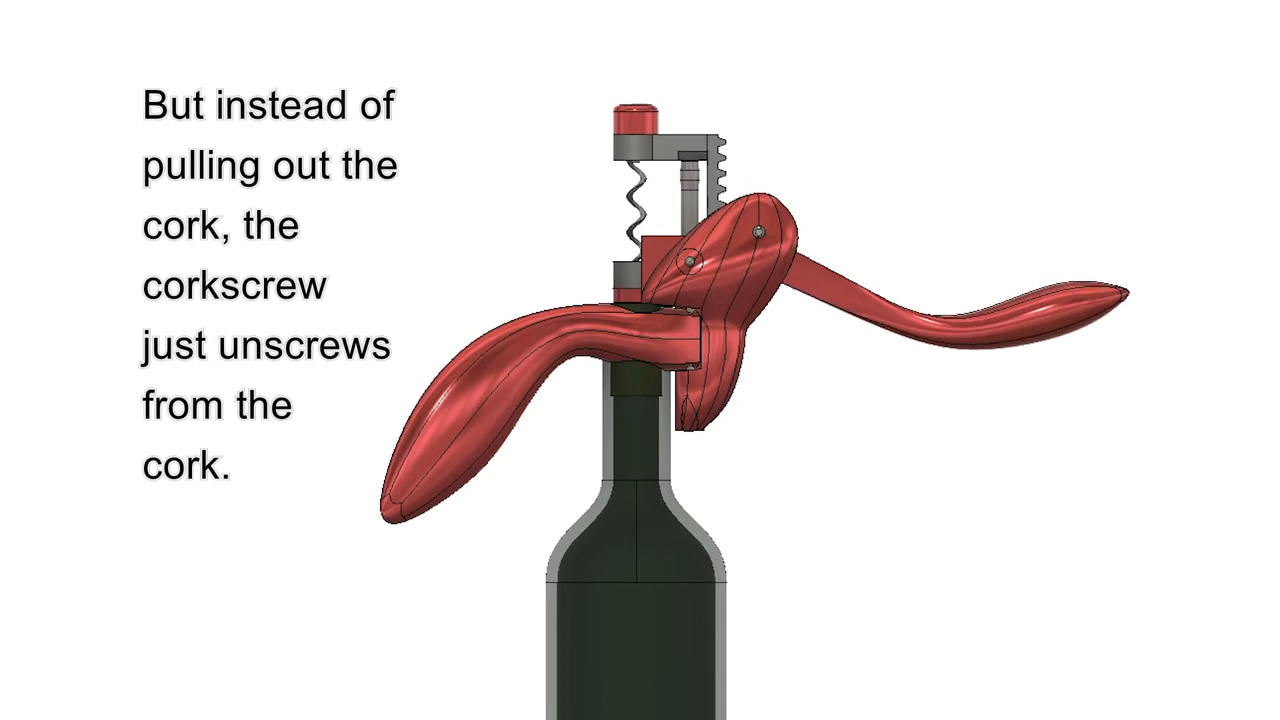 But instead of
pulling out the
cork, the
corkscrew
just unscrews
from the
cork.